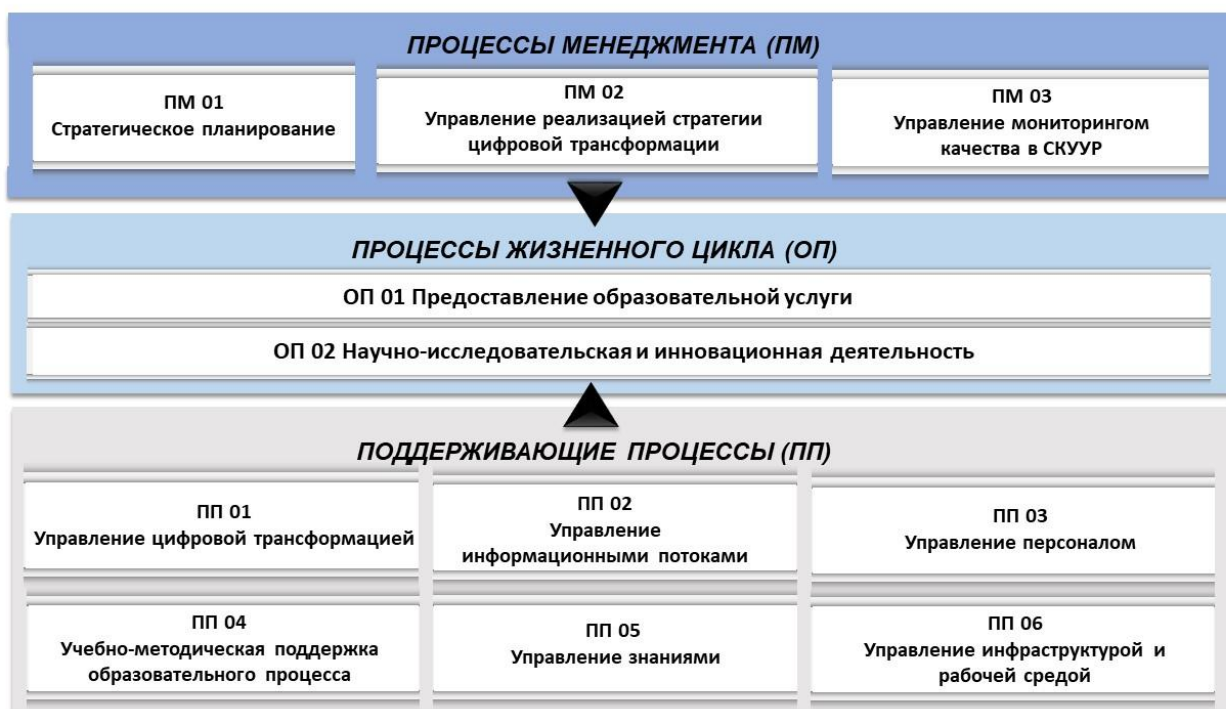 ПРОЦЕССЫ МЕНЕДЖМЕНТА (ПМ)
ПМ 01
Стратегическое планирование
ПМ 02
Управление реализацией стратегии
цифровой трансформации
ПМ 03
Управление мониторингом
качества в СКУУР
ПРОЦЕССЫ ЖИЗНЕННОГО ЦИКЛА (ОП)
ОП 01 Предоставление образовательной услуги
ОП 02 Научно-исследовательская и инновационная деятельность
ПОДДЕРЖИВАЮЩИЕ ПРОЦЕССЫ (ПП)
ПП 01
Управление цифровой трансформацией
ПП 02
Управление
информационными потоками
ПП 03
Управление персоналом
ПП 04
Учебно-методическая поддержка
образовательного процесса
ПП 05
Управление знаниями
ПП 06
Управление инфраструктурой и
рабочей средой